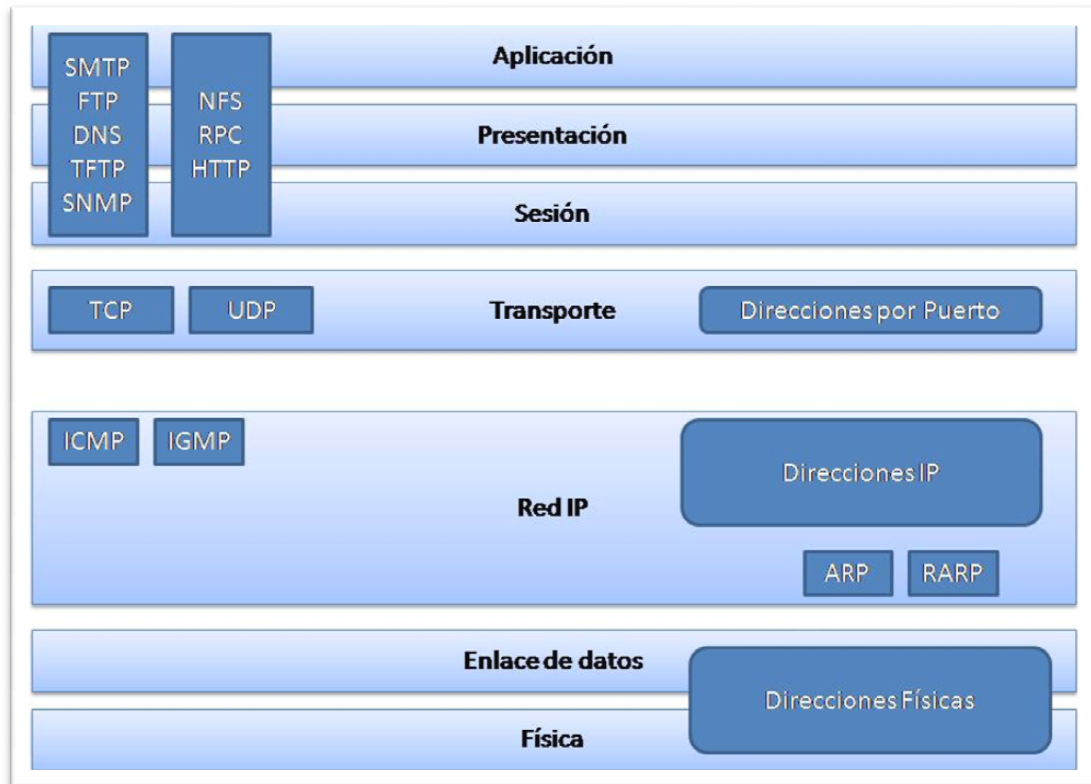 Aplicación
SMTP
FTP
DNS
TFTP
SNMP
NFS
RPC
HTTP
Presentación
Sesión
TCP
UDP
Transporte
Direcciones por Puerto
ICMP
IGMP
Direcciones IP
Red IP
ARP
RARP
Enlace de datos
Direcciones Físicas
Física